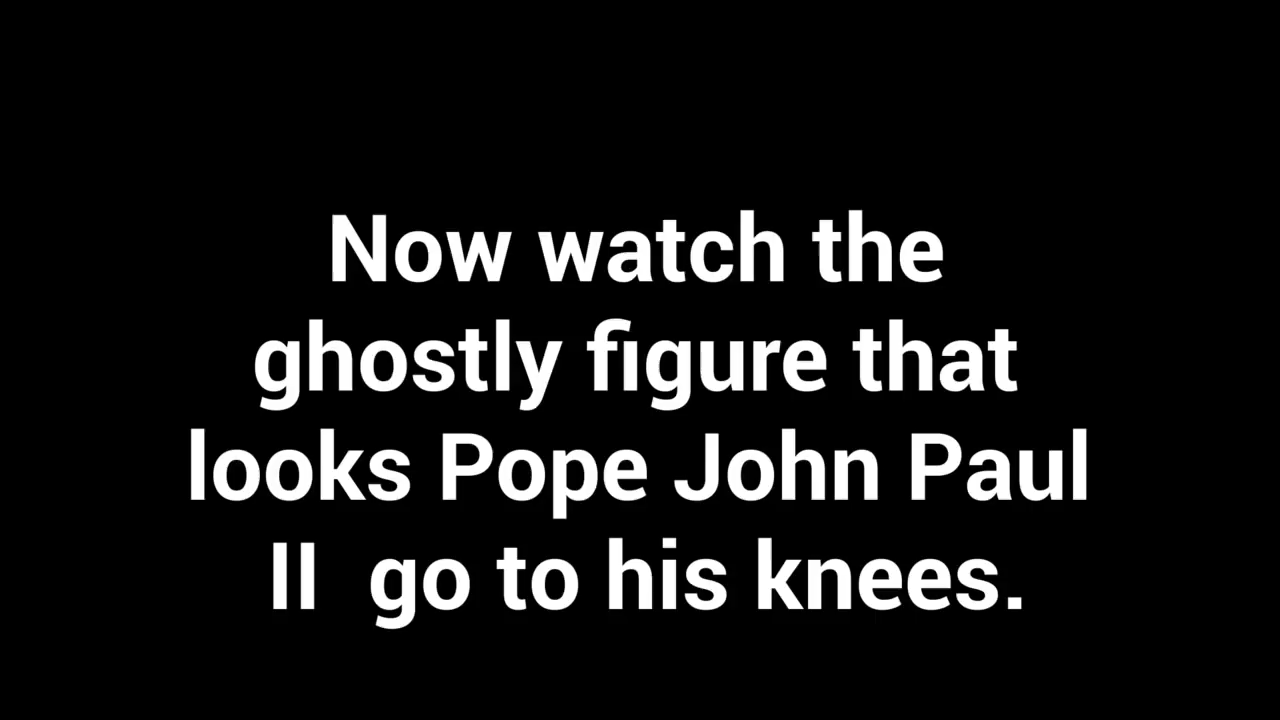 Now watch the
ghostly figure that
looks Pope John Paul
II  go to his knees.